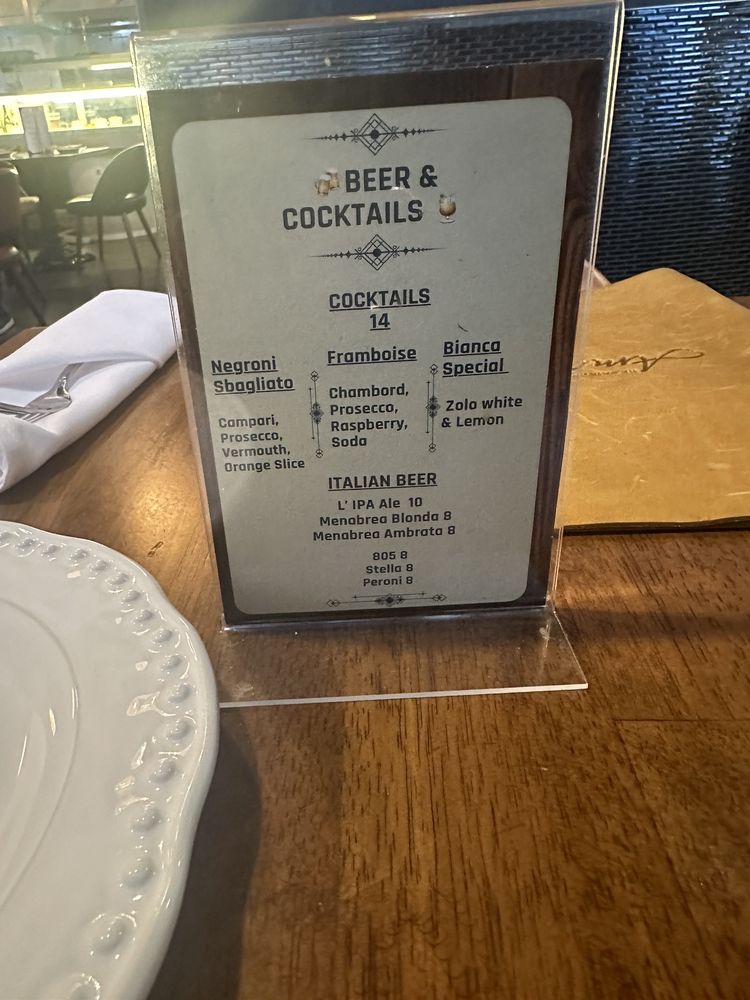 BEER &
COCKTAILS
COCKTAILS
14
Negroni
Sbagliato
Campari,
Prosecco,
Vermouth,
Orange Slice
Framboise
Chambord,
Prosecco,
Raspberry,
Soda
Bianca
Special
Zola white
& Lemon
ITALIAN BEER
L' IPA Ale 10
Menabrea Blonda 8
Menabrea Ambrata 8
805 8
Stella 8
Peroni 8